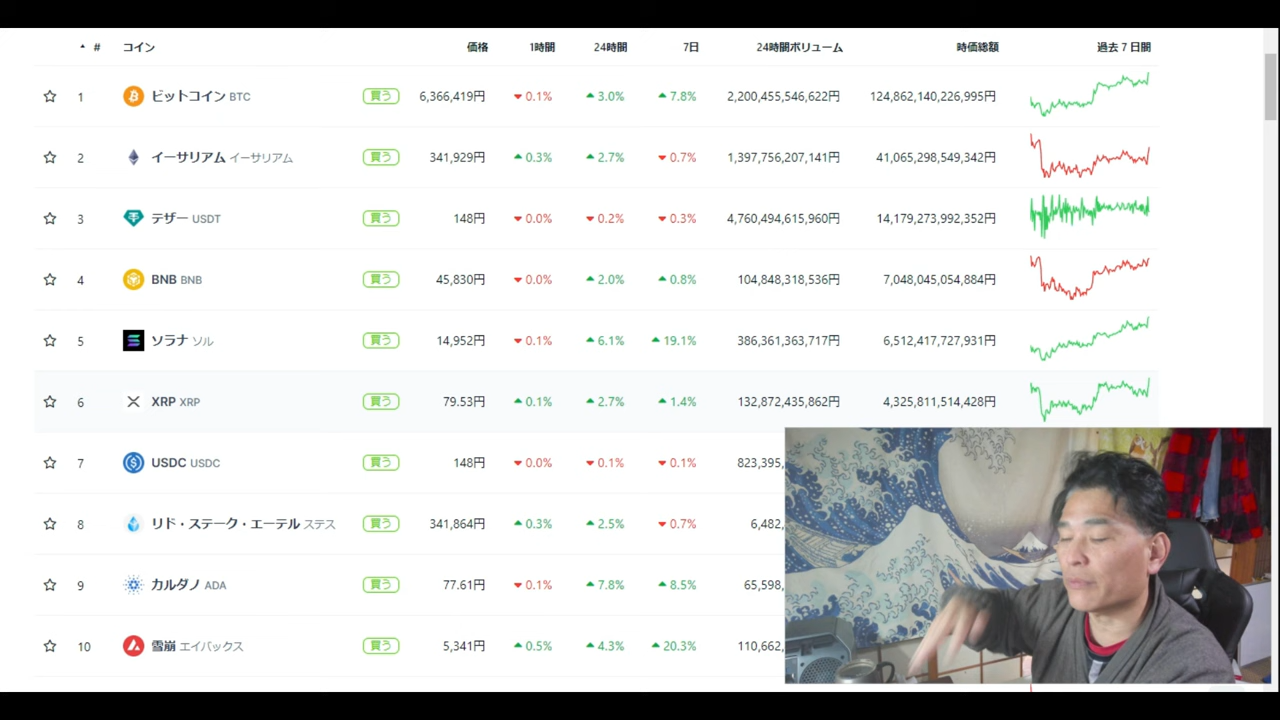 # コイン 価格 1時間 24時間 7日 24時間ボリューム 時価総額 過去 7 日間
1 ビットコイン BTC 買う 6,366,419円 0.1% 3.0% 7.8% 2,200,455,546,622円 124,862,140,226,995円
2 イーサリアム イーサリアム 買う 341,929円 0.3% 2.7% 0.7% 1,397,756,207,141円 41,065,298,549,342円
3 テザー USDT 買う 148円 0.0% 0.2% 0.3% 4,760,494,615,960円 14,179,273,992,352円
4 BNB BNB 買う 45,830円 0.0% 2.0% 0.8% 104,848,318,536円 7,048,045,054,884円
5 ソラナ ソル 買う 14,952円 0.1% 6.1% 19.1% 386,361,363,717円 6,512,417,727,931円
6 XRP XRP 買う 79.53円 0.1% 2.7% 1.4% 132,872,435,862円 4,325,811,514,428円
7 USDC USDC 買う 148円 0.0% 0.1% 0.1% 823,395,
8 リド・ステーク・エーテル ステス 買う 341,864円 0.3% 2.5% 0.7% 6,482,
9 カルダノ ADA 買う 77.61円 0.1% 7.8% 8.5% 65,598,
10 雪崩 エイバックス 買う 5,341円 0.5% 4.3% 20.3% 110,662,